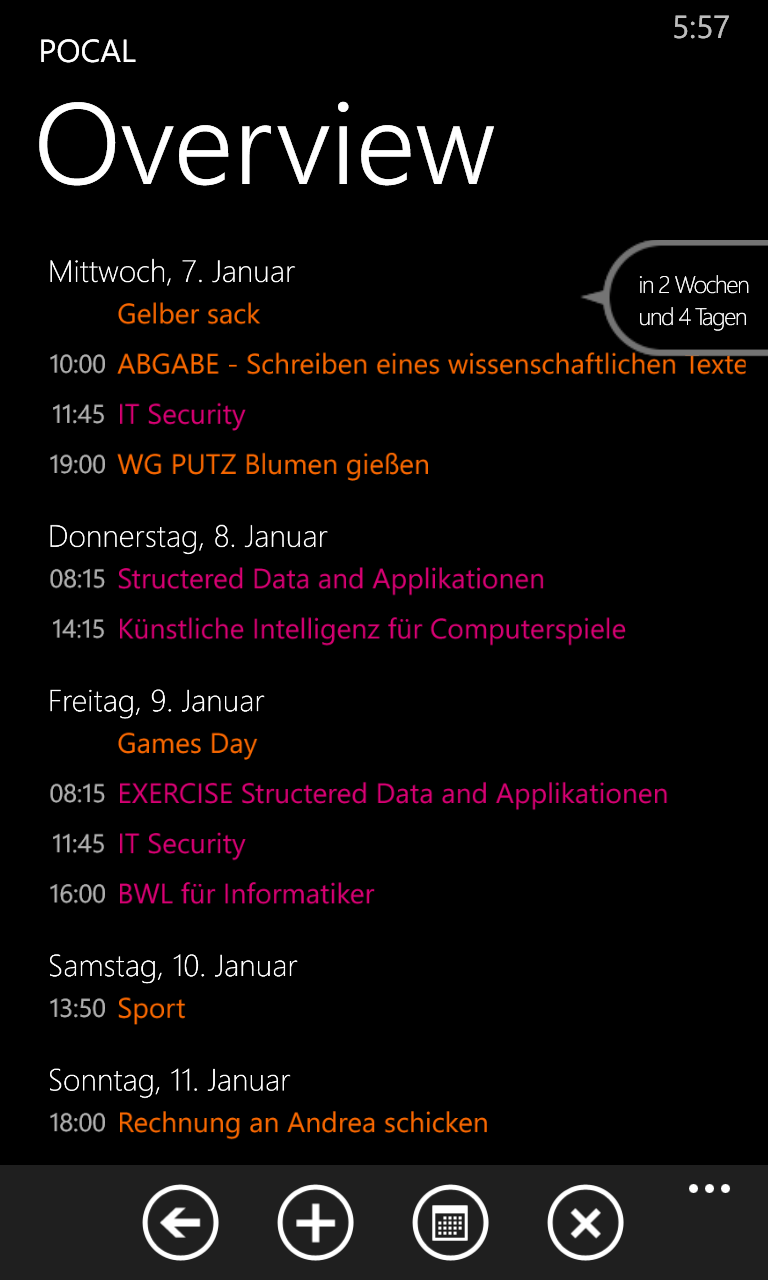 5:57
POCAL
Overview
Mittwoch, 7. Januar
in 2 Wochen
und 4 Tagen
Gelber sack
10:00 ABGABE - Schreiben eines wissenschaftlichen Texte
11:45 IT Security
19:00 WG PUTZ Blumen gießen
Donnerstag, 8. Januar
08:15 Structered Data and Applikationen
14:15 Künstliche Intelligenz für Computerspiele
Freitag, 9. Januar
Games Day
08:15 EXERCISE Structered Data and Applikationen
11:45 IT Security
16:00 BWL für Informatiker
Samstag, 10. Januar
13:50 Sport
Sonntag, 11. Januar
18:00 Rechnung an Andrea schicken